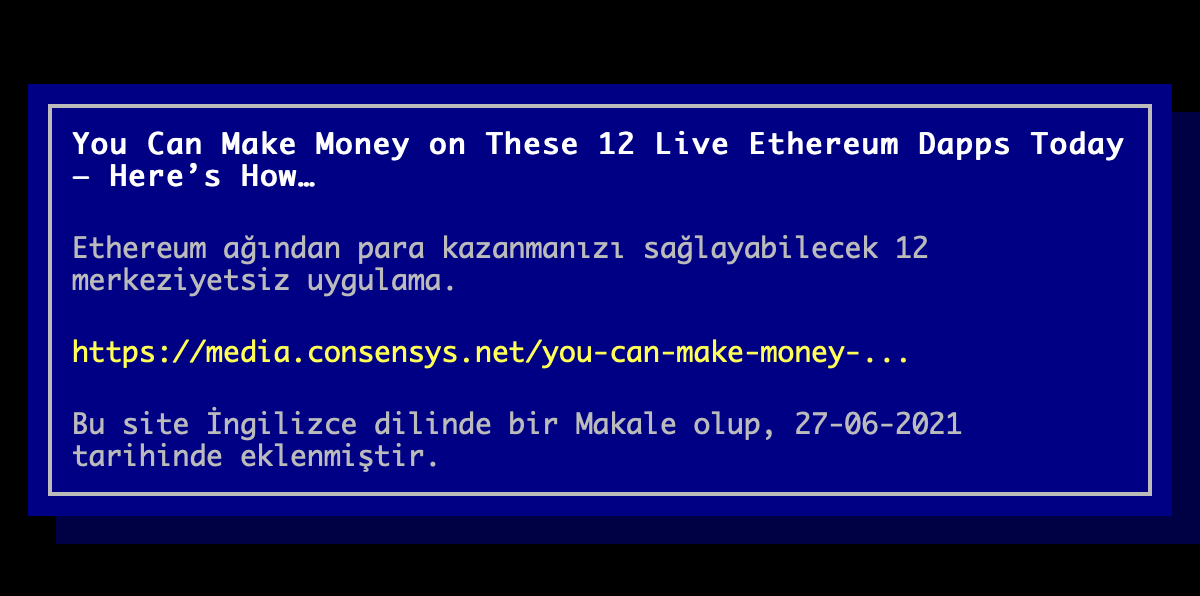 You Can Make Money on These 12 Live Ethereum Dapps Today
— Here’s How…
Ethereum ağından para kazanmanızı sağlayabilecek 12
merkeziyetsiz uygulama.
https://media.consensys.net/you-can-make-money-...
Bu site İngilizce dilinde bir Makale olup, 27-06-2021
tarihinde eklenmiştir.